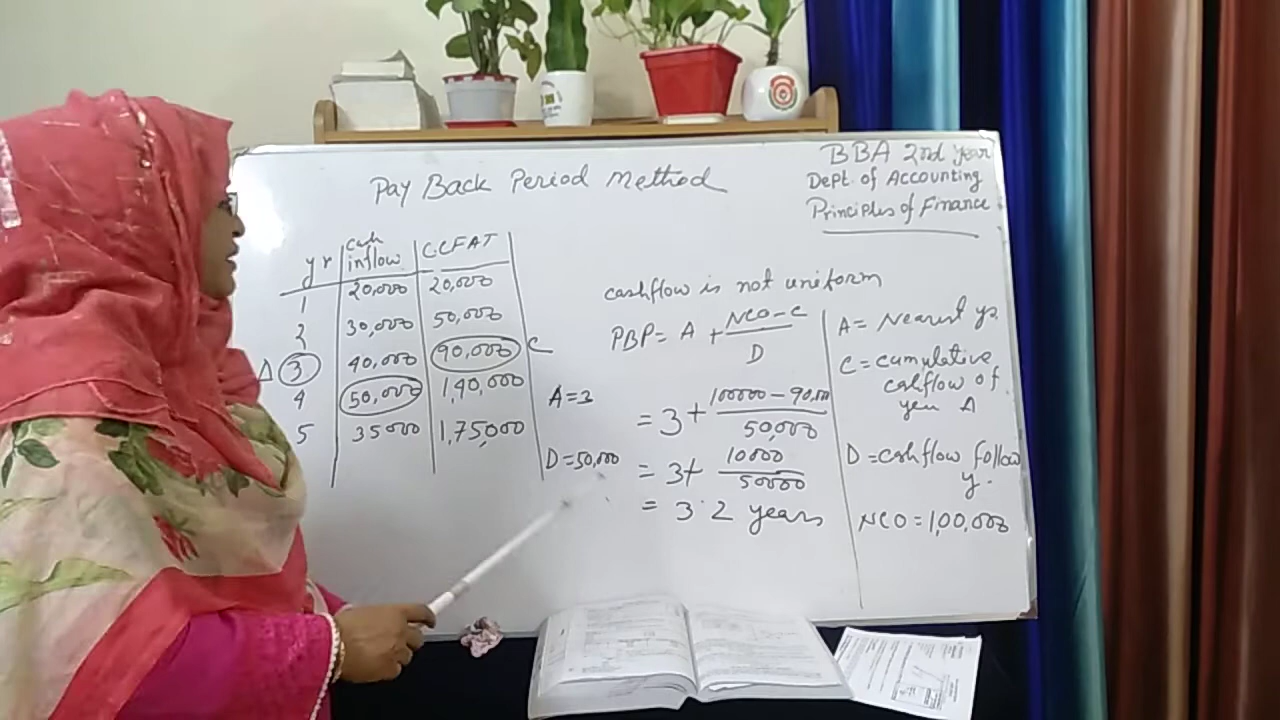 BBA 2nd year
Dept. of Accounting
Principles of Finance
Pay Back Period Method
yr cash inflow CCFAT
1 20,000 20,000
2 30,000 50,000
A 3 40,000 90,000 C
4 50,000 1,40,000
5 35000 1,75,000
A=3
D=50,000
cashflow is not uniform
PBP = A + NCO-C / D
= 3+ 100000-90,000 / 50,000
= 3+ 10000 / 50000
= 3.2 years
A= Nearest yr.
C = cumulative
cashflow of
year A
D = cashflow follow
y.
NCO = 1,00,000